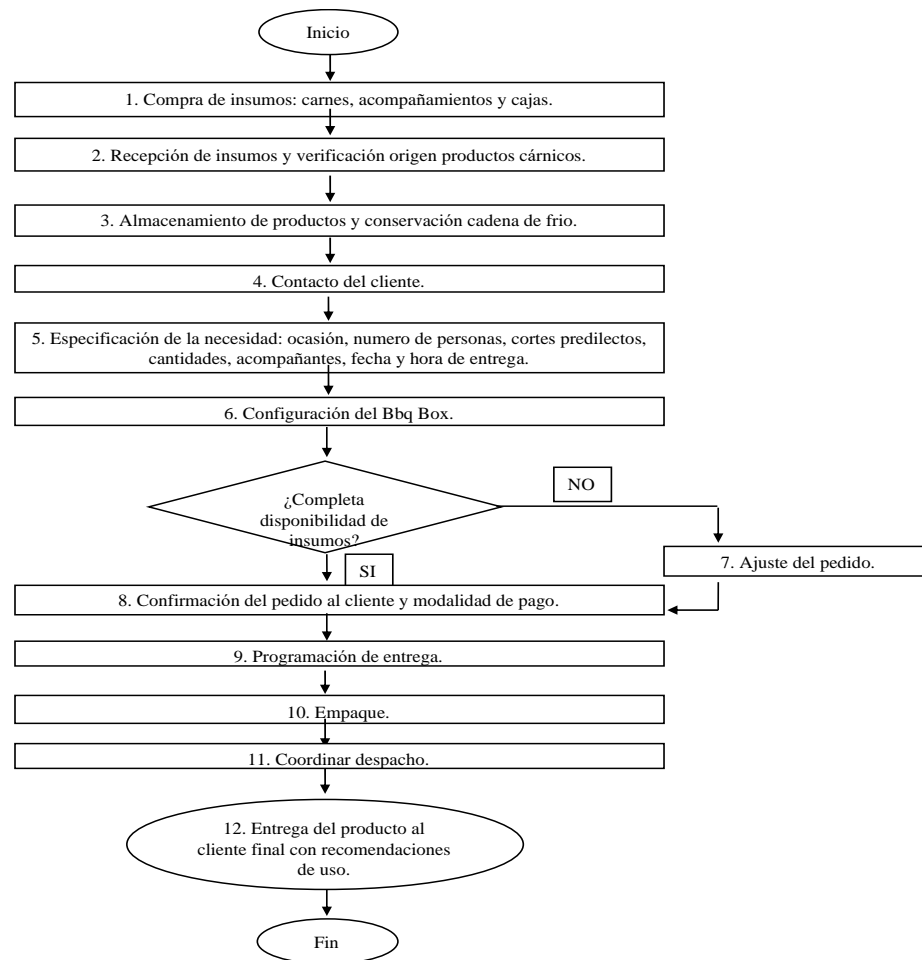 Inicio
1. Compra de insumos: carnes, acompañamientos y cajas.
2. Recepción de insumos y verificación origen productos cárnicos.
3. Almacenamiento de productos y conservación cadena de frio.
4. Contacto del cliente.
5. Especificación de la necesidad: ocasión, numero de personas, cortes predilectos,
cantidades, acompañantes, fecha y hora de entrega.
6. Configuración del Bbq Box.
¿Completa
disponibilidad de
insumos?
NO
7. Ajuste del pedido.
SI
8. Confirmación del pedido al cliente y modalidad de pago.
9. Programación de entrega.
10. Empaque.
11. Coordinar despacho.
12. Entrega del producto al
cliente final con recomendaciones
de uso.
Fin